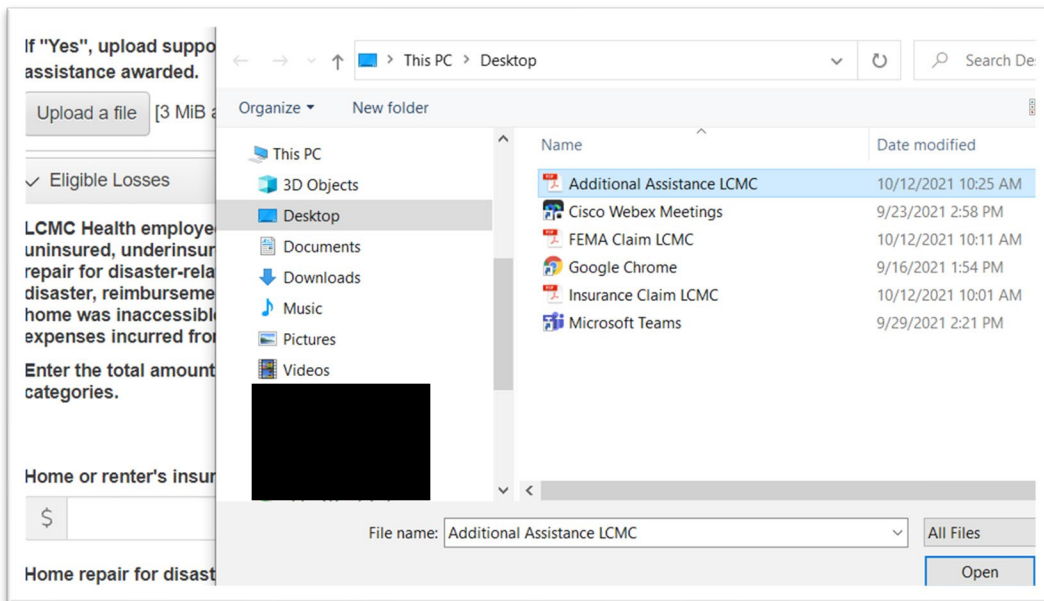 If "Yes", upload suppo
assistance awarded.
Upload a file [3 MiB a
Eligible Losses
LCMC Health employe
uninsured, underinsur
repair for disaster-rela
disaster, reimburseme
home was inaccessible
expenses incurred fro
Enter the total amount
categories.
Home or renter's insur
$
Home repair for disast
This PC > Desktop
Search De
Organize
New folder
This PC
3D Objects
Desktop
Documents
Downloads
Music
Pictures
Videos
Name Date modified
Additional Assistance LCMC 10/12/2021 10:25 AM
Cisco Webex Meetings 9/23/2021 2:58 PM
FEMA Claim LCMC 10/12/2021 10:11 AM
Google Chrome 9/16/2021 1:54 PM
Insurance Claim LCMC 10/12/2021 10:01 AM
Microsoft Teams 9/29/2021 2:21 PM
File name: Additional Assistance LCMC All Files
Open